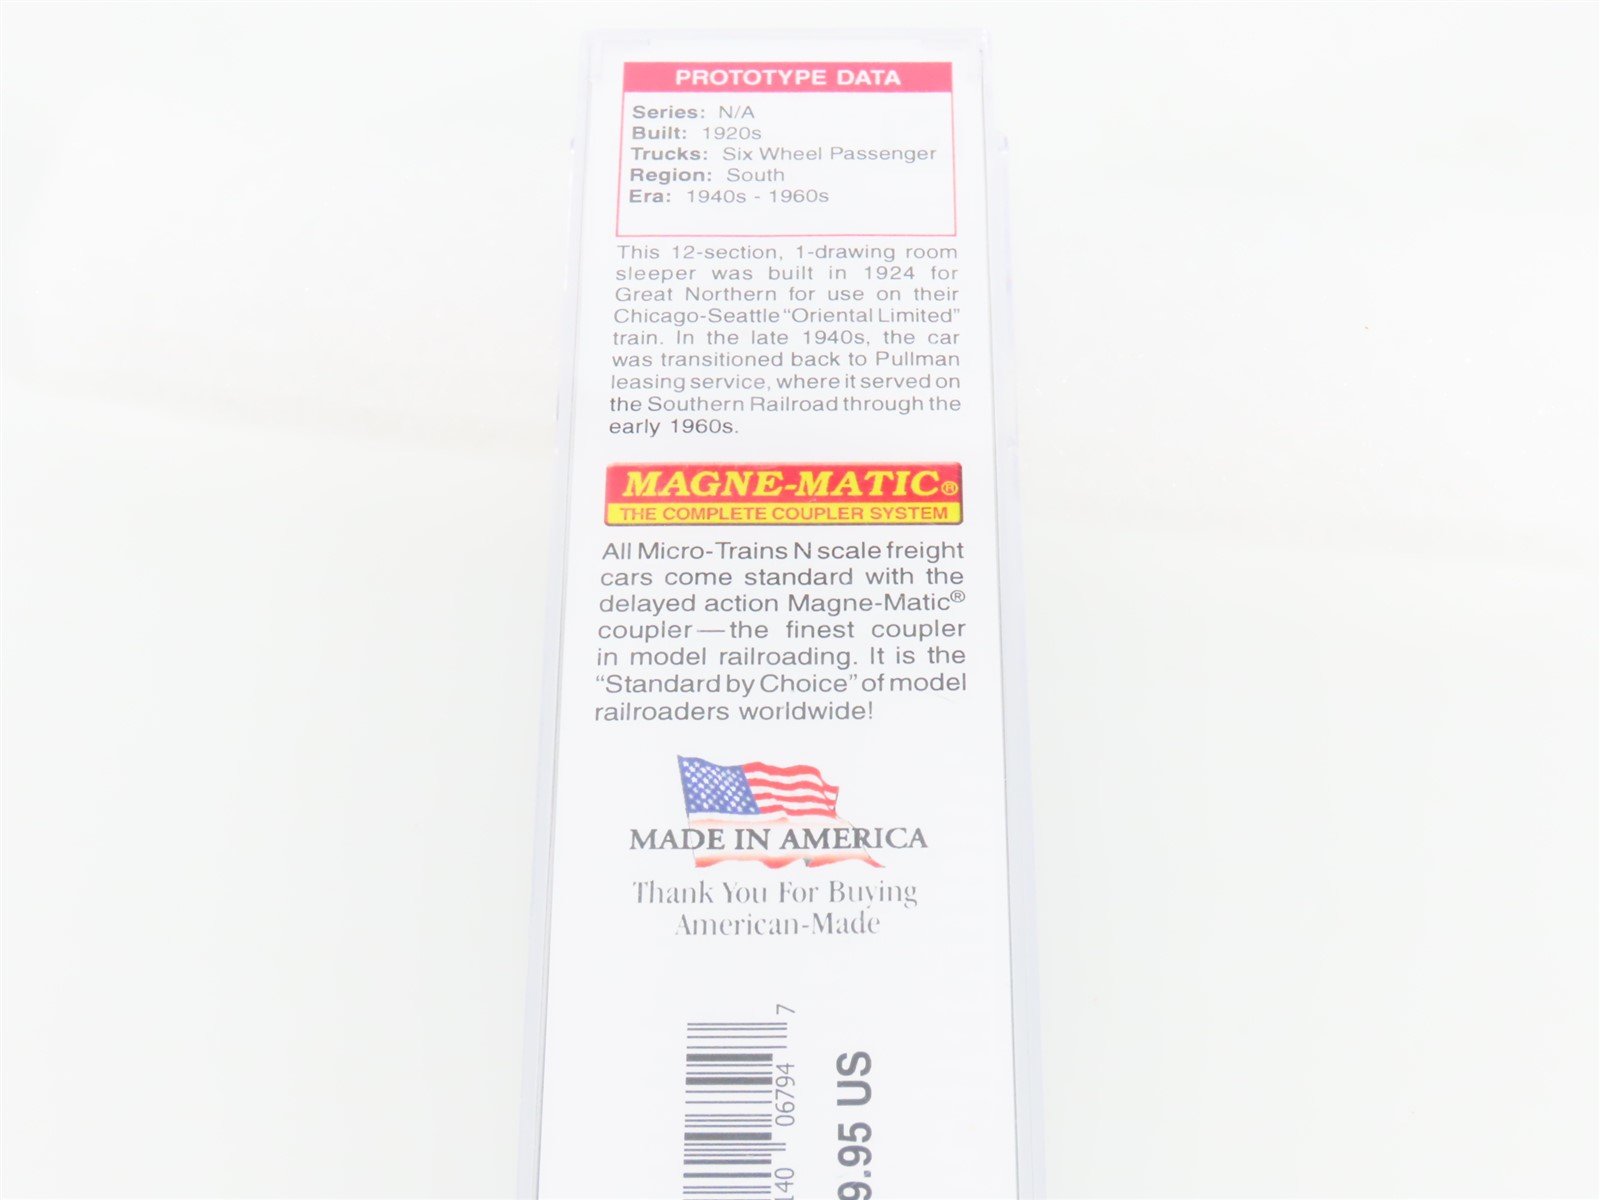 PROTOTYPE DATA
Series: N/A
Built: 1920s
Trucks: Six Wheel Passenger
Region: South
Era: 1940s - 1960s
This 12-section, 1-drawing room
sleeper was built in 1924 for
Great Northern for use on their
Chicago-Seattle “Oriental Limited”
train. In the late 1940s, the car
was transitioned back to Pullman
leasing service, where it served on
the Southern Railroad through the
early 1960s.
MAGNE-MATIC®
THE COMPLETE COUPLER SYSTEM
All Micro-Trains N scale freight
cars come standard with the
delayed action Magne-Matic®
coupler—the finest coupler
in model railroading. It is the
“Standard by Choice” of model
railroaders worldwide!
MADE IN AMERICA
Thank You For Buying
American-Made
140 06794 7
9.95 US